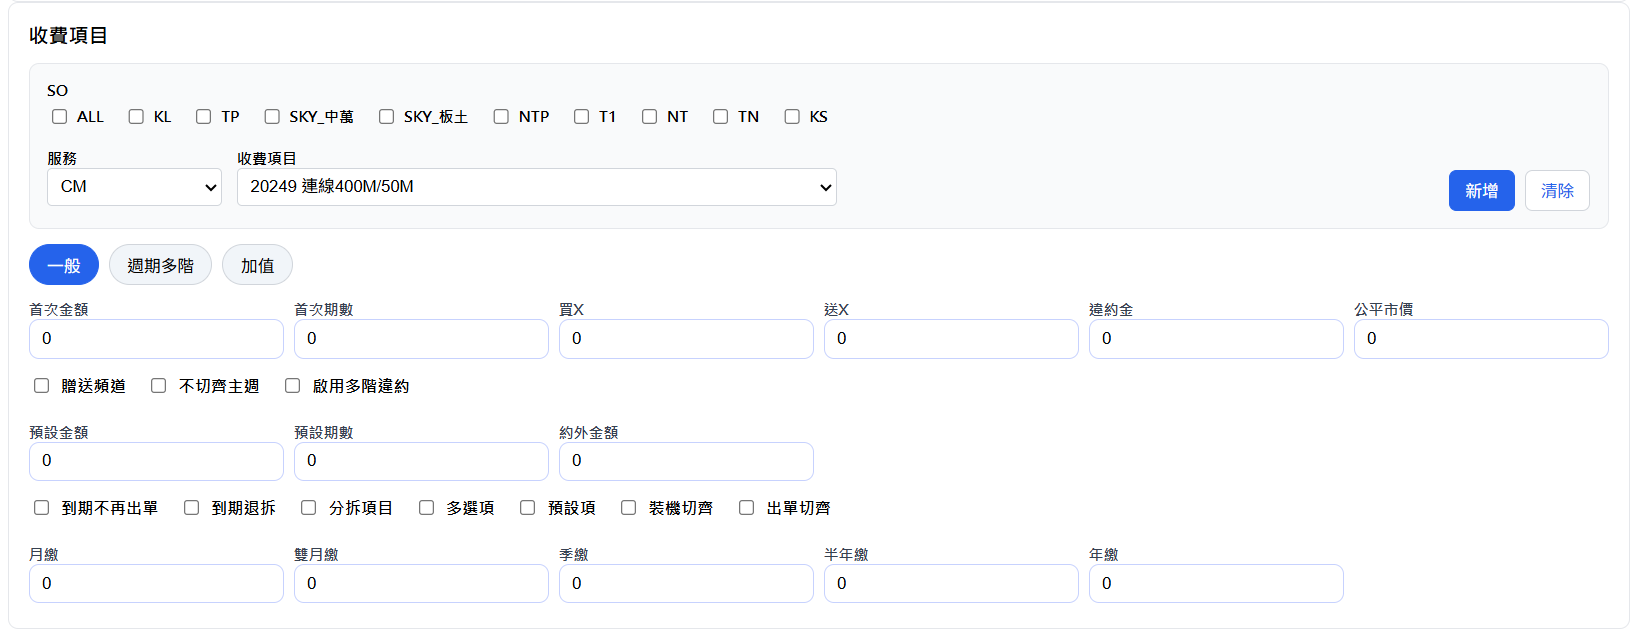 收費項目
SO
ALL KL TP SKY_中萬 SKY_板土 NTP T1 NT TN KS
服務 收費項目
CM 20249 連線400M/50M 新增 清除
一般 週期多階 加值
首次金額 首次期數 買X 送X 違約金 公平市價
0 0 0 0 0 0
贈送頻道 不切齊主週 啟用多階違約
預設金額 預設期數 約外金額
0 0 0
到期不再出單 到期退拆 分拆項目 多選項 預設項 裝機切齊 出單切齊
月繳 雙月繳 季繳 半年繳 年繳
0 0 0 0 0